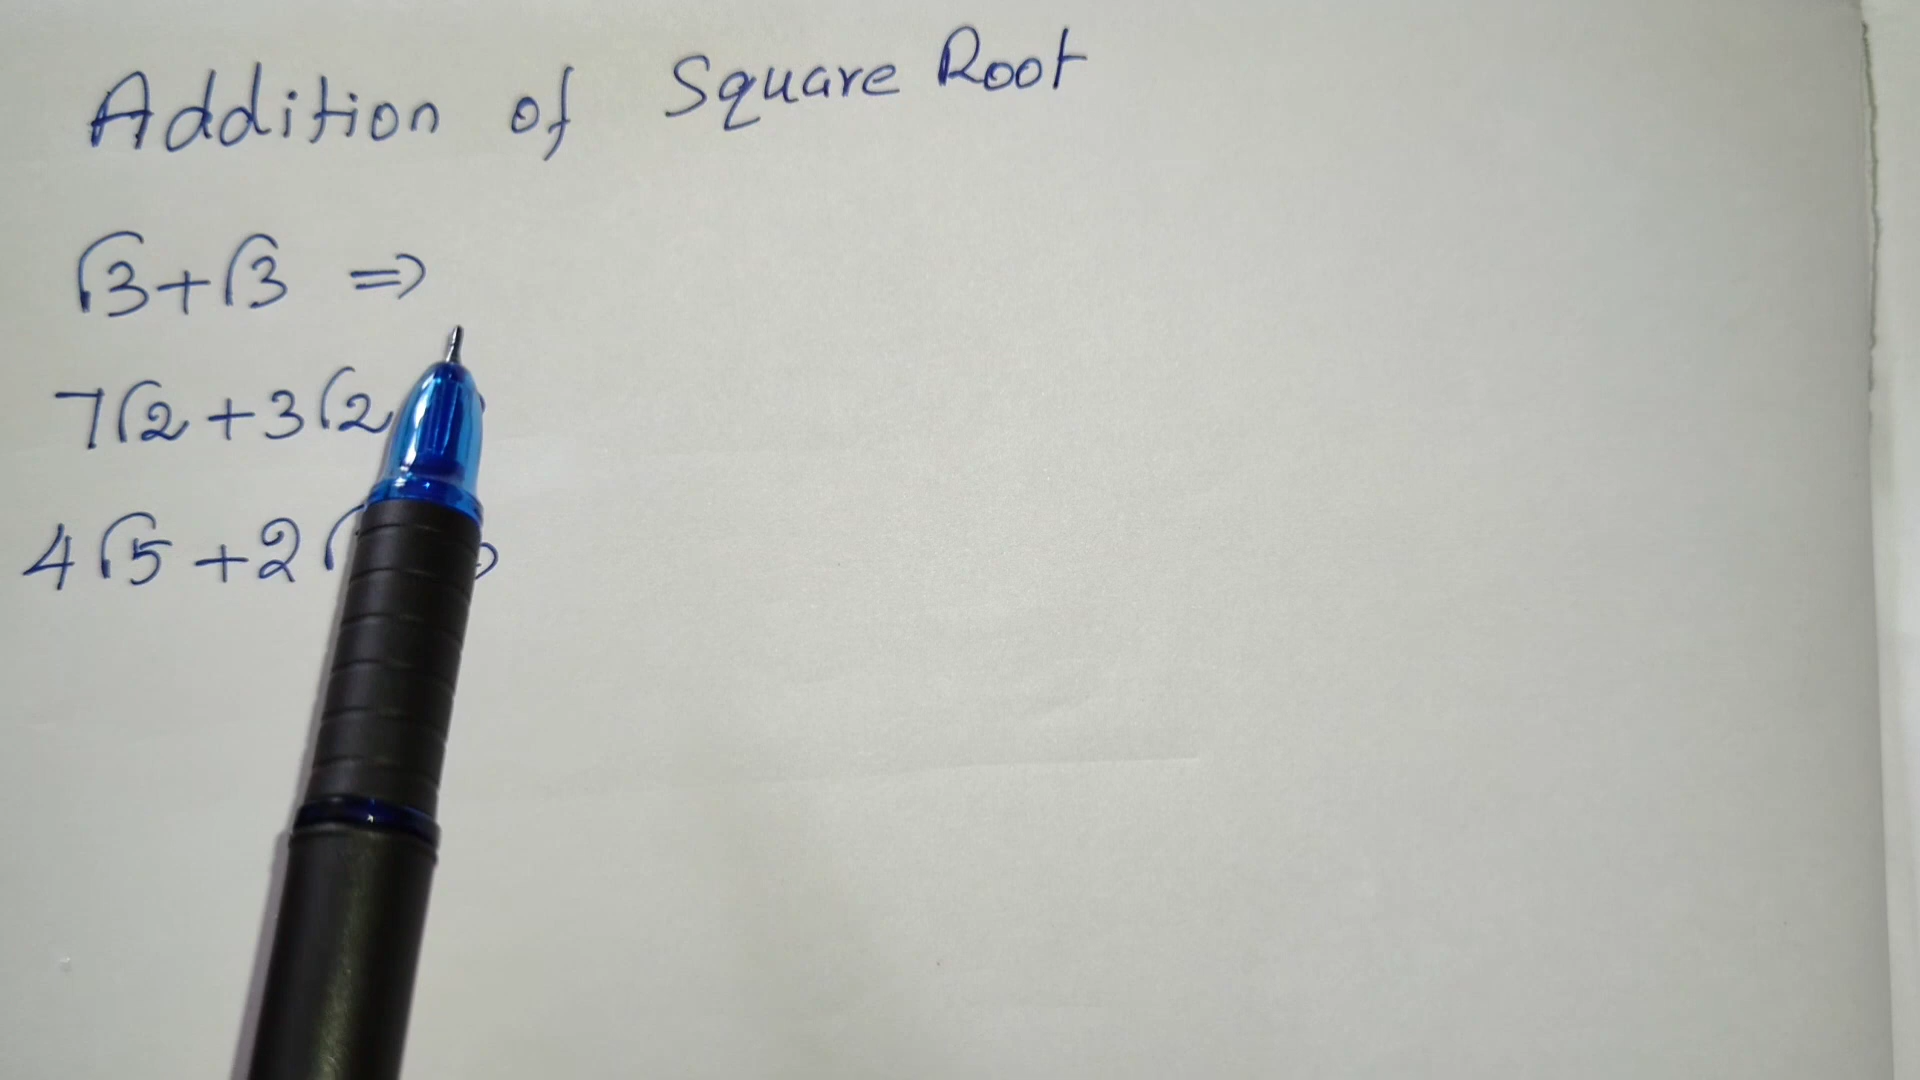 Addition of Square Root
√3+√3 ⇒
7√2+3√2
4√5+2√